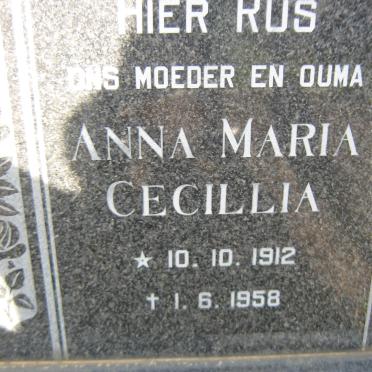 HIER RUS
ONS MOEDER EN OUMA
ANNA MARIA
CECILLIA
★ 10. 10. 1912
✝ 1. 6. 1958